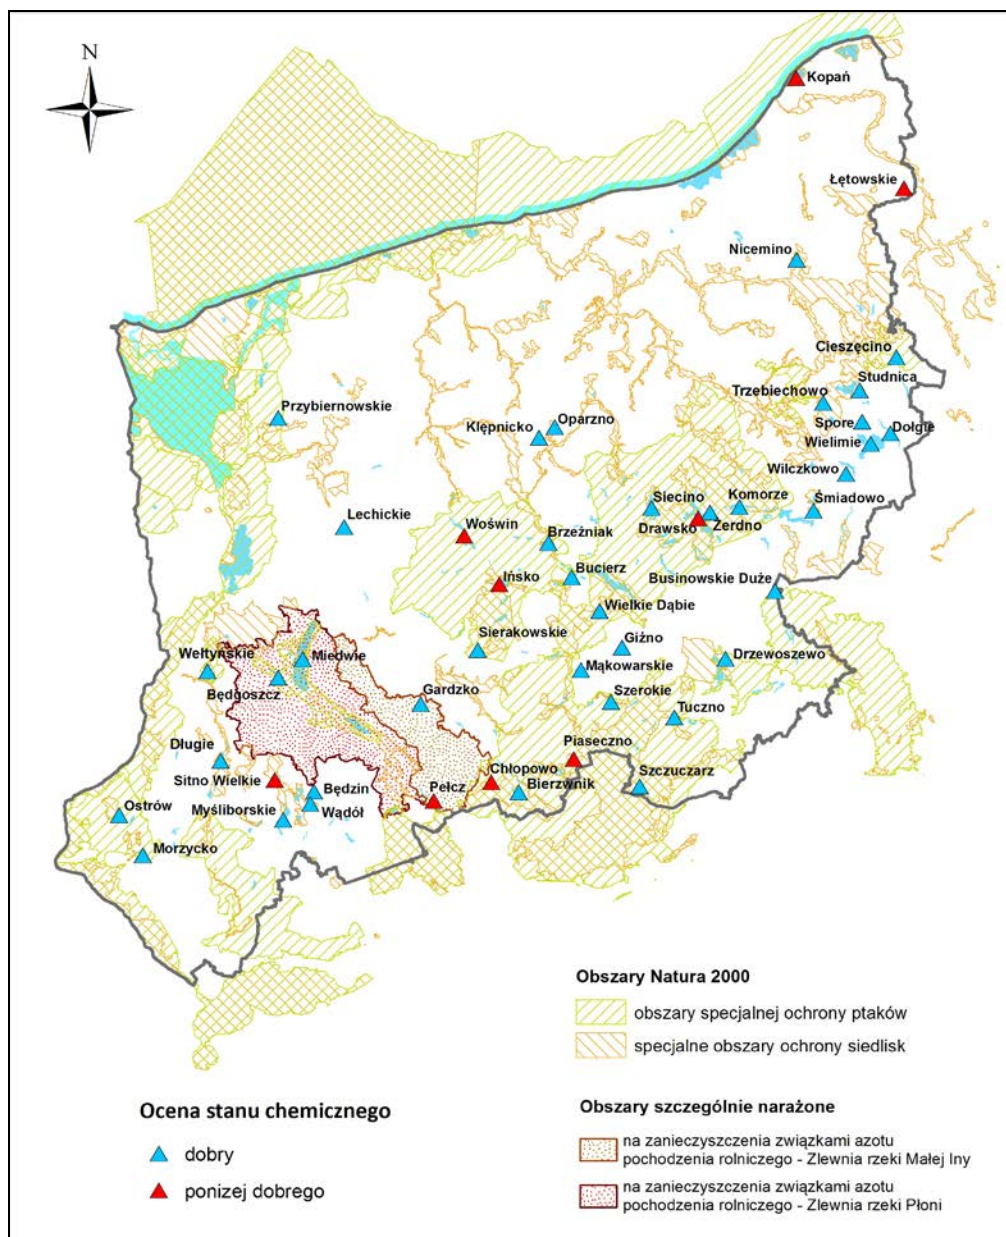 N
Kopań
Łętowskie
Nicemino
Cieszęcino
Studnica
Trzebiechowo
Przybiernowskie
Oparzno
Klępnicko
Spore
Dołgie
Wielimie
Wilczkowo
Siecino
Komorze
Śmiadowo
Lechickie
Woświn
Drawsko
Żerdno
Brzeźniak
Ińsko
Bucierz
Businowskie Duże
Wielkie Dąbie
Sierakowskie
Giżno
Wełtyńskie
Miedwie
Drzewoszewo
Mąkowarskie
Będgoszcz
Gardzko
Szerokie
Tuczno
Długie
Piaseczno
Sitno Wielkie
Chłopowo
Szczuczarz
Będzin
Pełcz
Bierzwnik
Ostrów
Myśliborskie
Wądół
Morzycko
Obszary Natura 2000
obszary specjalnej ochrony ptaków
specjalne obszary ochrony siedlisk
Ocena stanu chemicznego
dobry
ponizej dobrego
Obszary szczególnie narażone
na zanieczyszczenia związkami azotu
pochodzenia rolniczego - Zlewnia rzeki Małej Iny
na zanieczyszczenia związkami azotu
pochodzenia rolniczego - Zlewnia rzeki Płoni